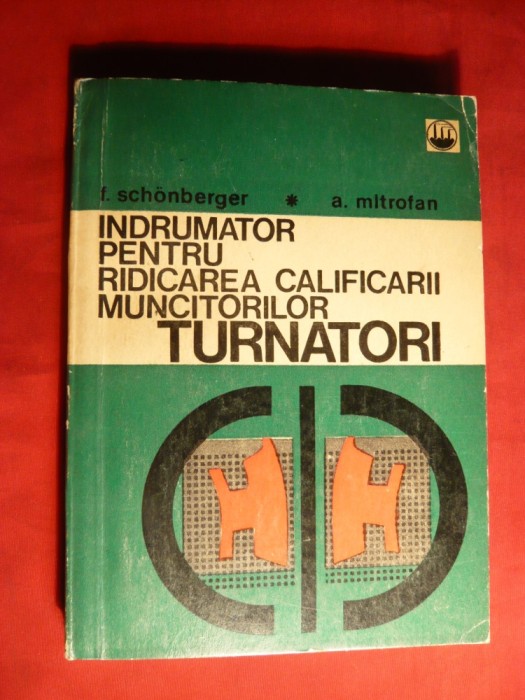 f. schönberger * a. mitrofan
INDRUMATOR
PENTRU
RIDICAREA CALIFICARII
MUNCITORILOR
TURNATORI